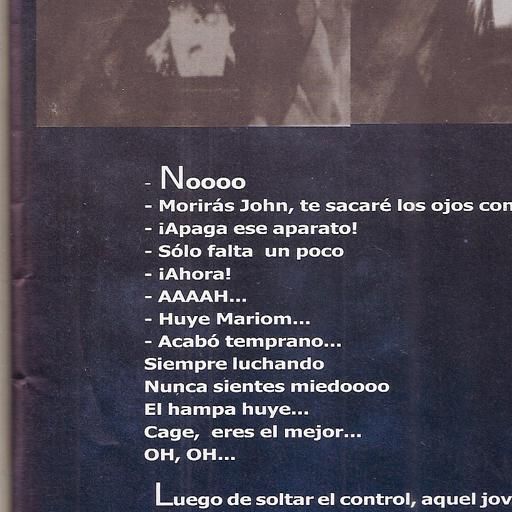 - Noooo
- Morirás John, te sacaré los ojos con
- ¡Apaga ese aparato!
- Sólo falta un poco
- ¡Ahora!
- AAAAH...
- Huye Mariom...
- Acabó temprano...
Siempre luchando
Nunca sientes miedoooo
El hampa huye...
Cage, eres el mejor...
OH, OH...
Luego de soltar el control, aquel jov